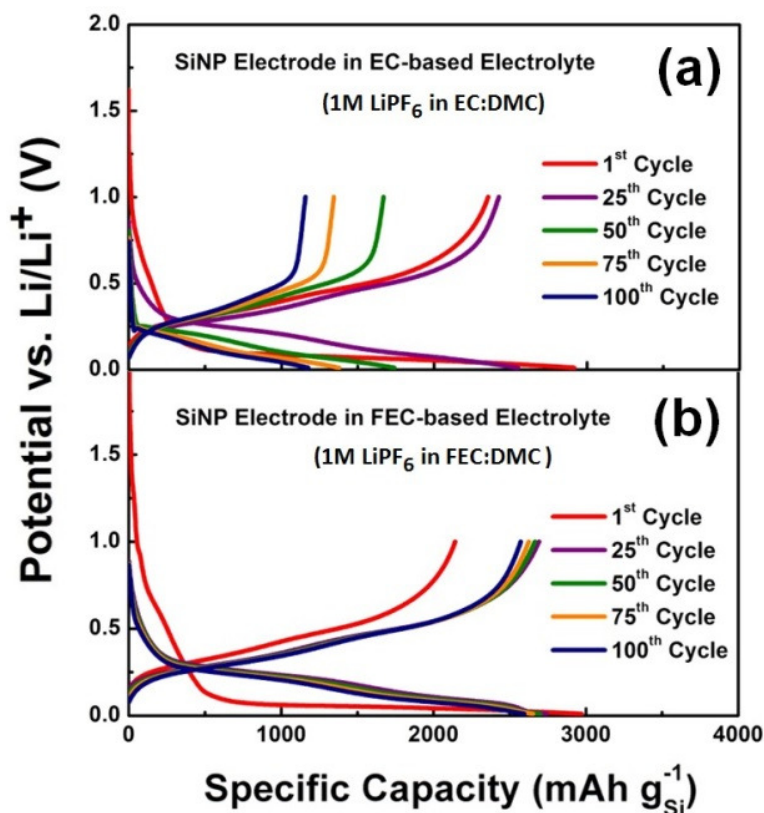 Potential vs. Li/Li⁺ (V)
2.0
1.5
1.0
0.5
0.0
SiNP Electrode in EC-based Electrolyte
(a)
(1M LiPF₆ in EC:DMC)
1ˢᵗ Cycle
25ᵗʰ Cycle
50ᵗʰ Cycle
75ᵗʰ Cycle
100ᵗʰ Cycle
SiNP Electrode in FEC-based Electrolyte
(b)
(1M LiPF₆ in FEC:DMC)
1.5
1.0
0.5
0.0
1ˢᵗ Cycle
25ᵗʰ Cycle
50ᵗʰ Cycle
75ᵗʰ Cycle
100ᵗʰ Cycle
0 1000 2000 3000 4000
Specific Capacity (mAh g⁻¹Si)